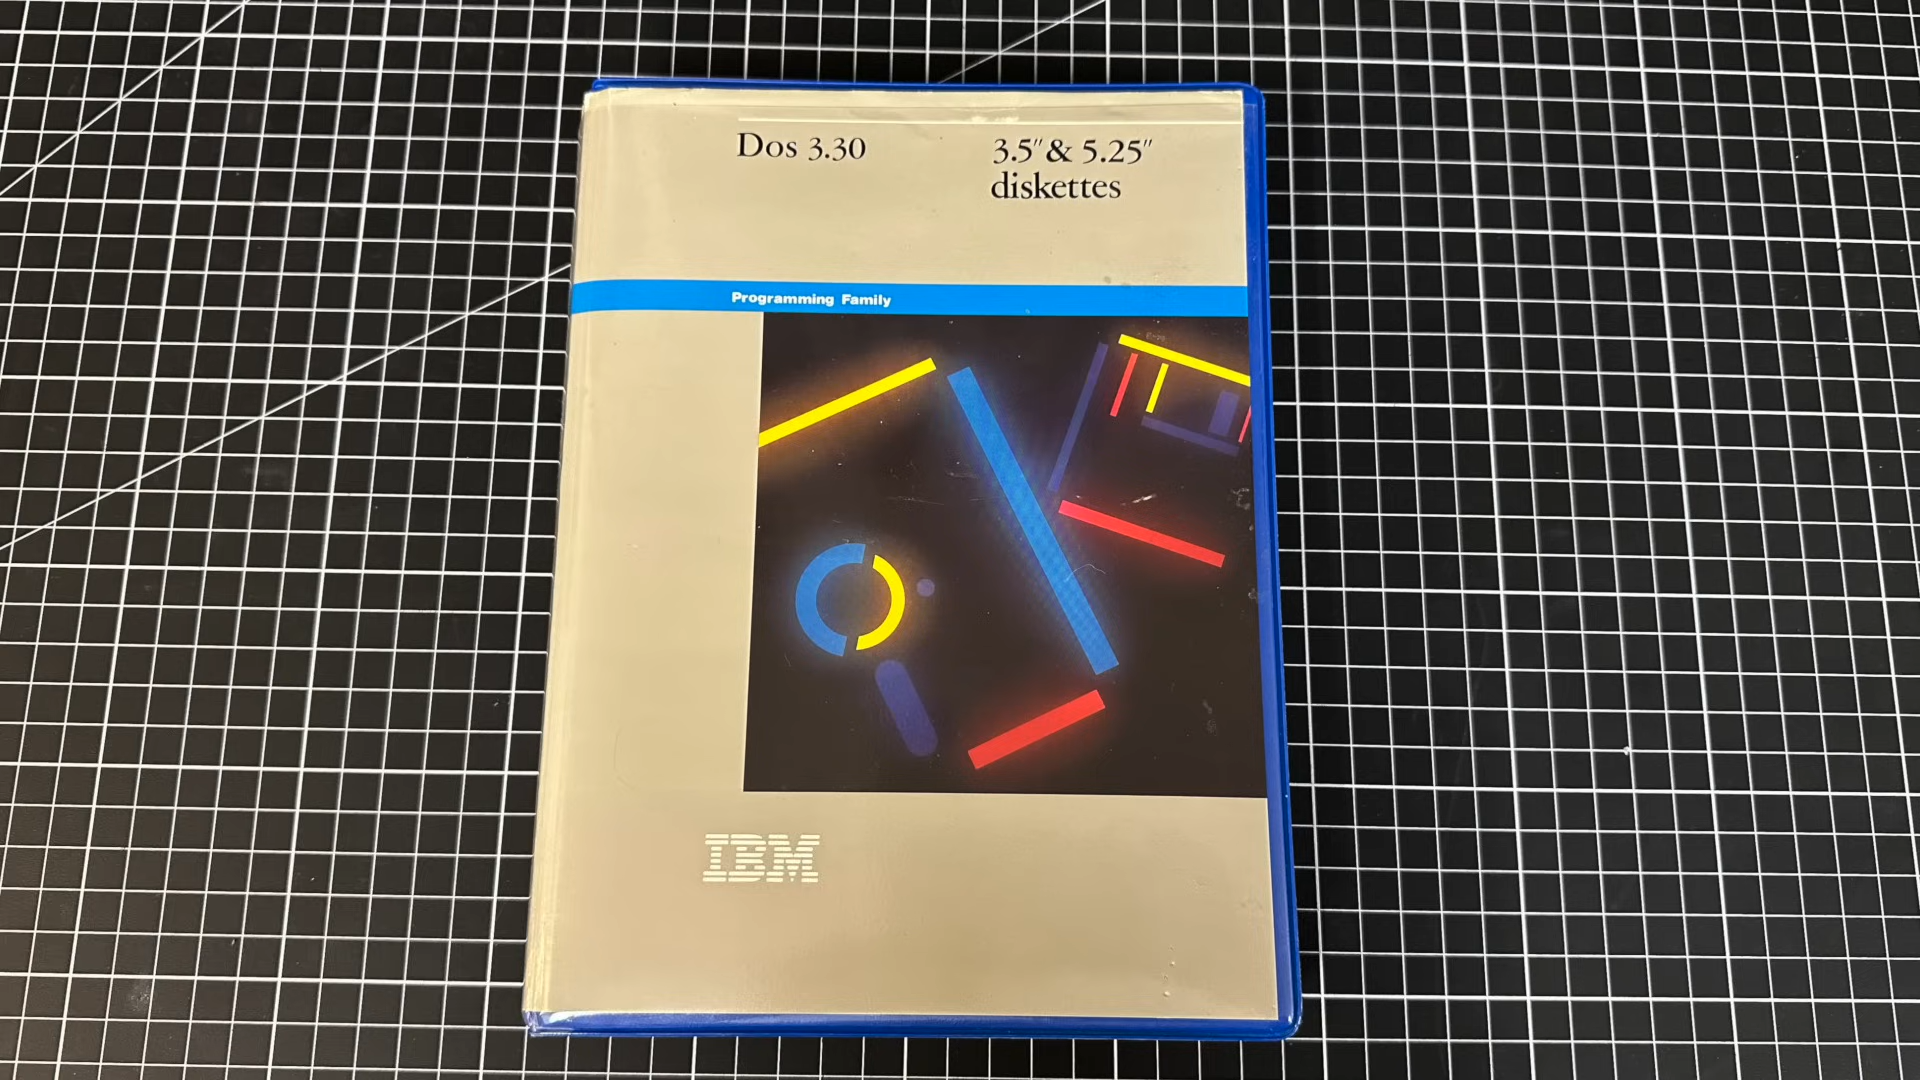 Dos 3.30
3.5″ & 5.25″
diskettes
Programming Family
IBM